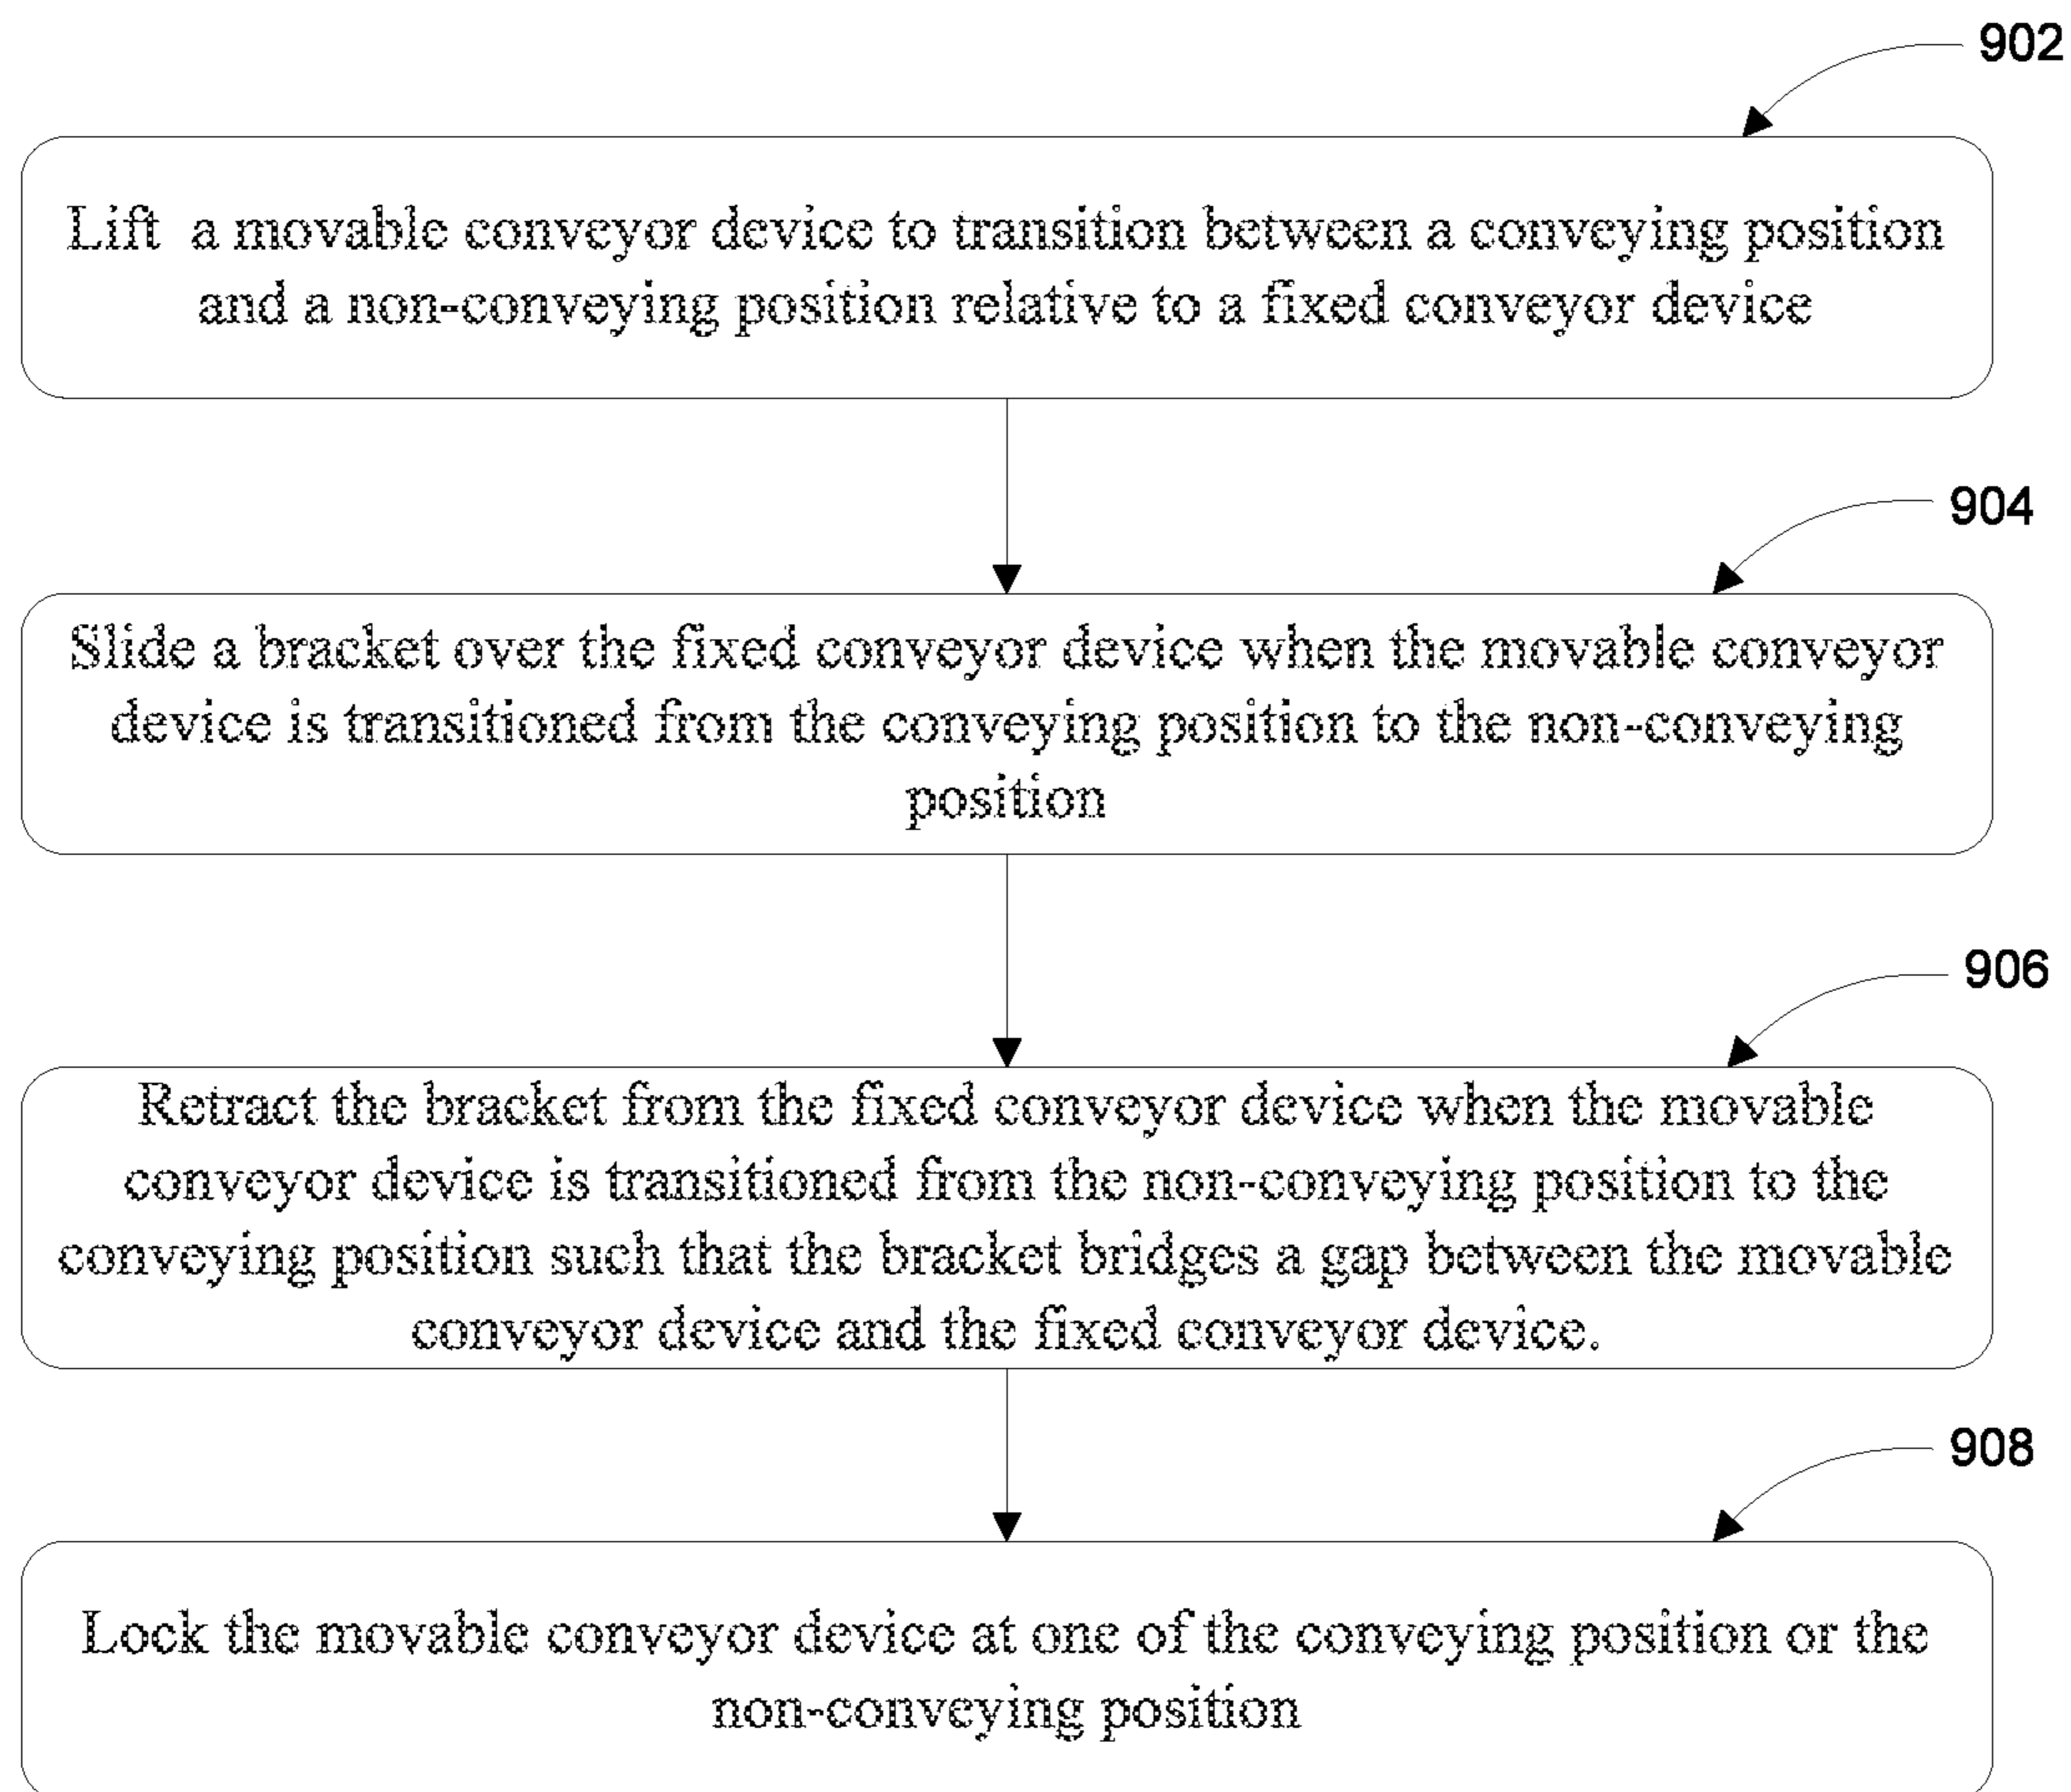 902
Lift a movable conveyor device to transition between a conveying position
and a non-conveying position relative to a fixed conveyor device
904
Slide a bracket over the fixed conveyor device when the movable conveyor
device is transitioned from the conveying position to the non-conveying
position
906
Retract the bracket from the fixed conveyor device when the movable
conveyor device is transitioned from the non-conveying position to the
conveying position such that the bracket bridges a gap between the movable
conveyor device and the fixed conveyor device.
908
Lock the movable conveyor device at one of the conveying position or the
non-conveying position